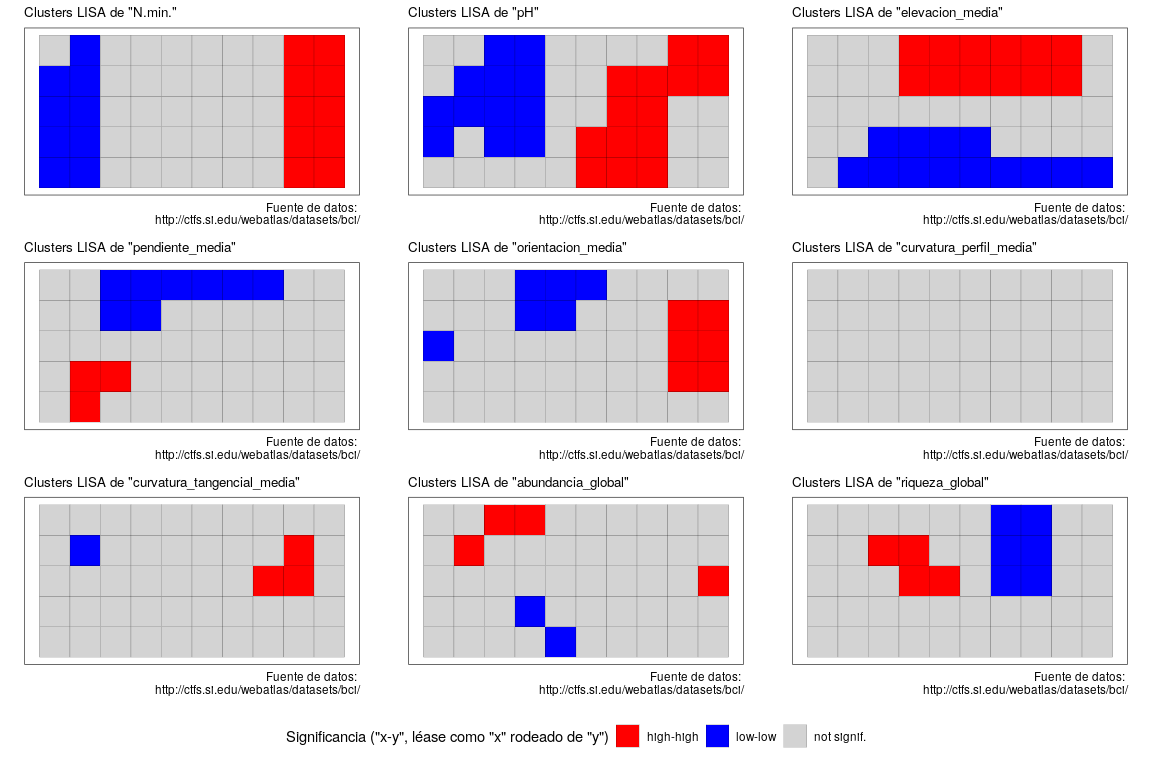 Clusters LISA de "N.min."
Clusters LISA de "pH"
Clusters LISA de "elevacion_media"
Fuente de datos:
http://ctfs.si.edu/webatlas/datasets/bci/
Fuente de datos:
http://ctfs.si.edu/webatlas/datasets/bci/
Fuente de datos:
http://ctfs.si.edu/webatlas/datasets/bci/
Clusters LISA de "pendiente_media"
Clusters LISA de "orientacion_media"
Clusters LISA de "curvatura_perfil_media"
Fuente de datos:
http://ctfs.si.edu/webatlas/datasets/bci/
Fuente de datos:
http://ctfs.si.edu/webatlas/datasets/bci/
Fuente de datos:
http://ctfs.si.edu/webatlas/datasets/bci/
Clusters LISA de "curvatura_tangencial_media"
Clusters LISA de "abundancia_global"
Clusters LISA de "riqueza_global"
Fuente de datos:
http://ctfs.si.edu/webatlas/datasets/bci/
Fuente de datos:
http://ctfs.si.edu/webatlas/datasets/bci/
Fuente de datos:
http://ctfs.si.edu/webatlas/datasets/bci/
Significancia ("x-y", léase como "x" rodeado de "y") high-high low-low not signif.